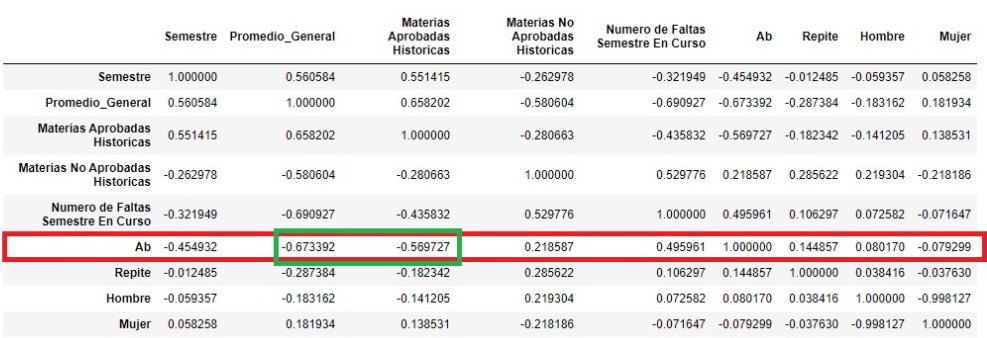 Semestre Promedio_General Materias Aprobadas Historicas Materias No Aprobadas Historicas Numero de Faltas Semestre En Curso Ab Repite Hombre Mujer
Semestre 1.000000 0.560584 0.551415 -0.262978 -0.321949 -0.454932 -0.012485 -0.059357 0.058258
Promedio_General 0.560584 1.000000 0.658202 -0.580604 -0.690927 -0.673392 -0.287384 -0.183162 0.181934
Materias Aprobadas Historicas 0.551415 0.658202 1.000000 -0.280663 -0.435832 -0.569727 -0.182342 -0.141205 0.138531
Materias No Aprobadas Historicas -0.262978 -0.580604 -0.280663 1.000000 0.529776 0.218587 0.285622 0.219304 -0.218186
Numero de Faltas Semestre En Curso -0.321949 -0.690927 -0.435832 0.529776 1.000000 0.495961 0.106297 0.072582 -0.071647
Ab -0.454932 -0.673392 -0.569727 0.218587 0.495961 1.000000 0.144857 0.080170 -0.079299
Repite -0.012485 -0.287384 -0.182342 0.285622 0.106297 0.144857 1.000000 0.038416 -0.037630
Hombre -0.059357 -0.183162 -0.141205 0.219304 0.072582 0.080170 0.038416 1.000000 -0.998127
Mujer 0.058258 0.181934 0.138531 -0.218186 -0.071647 -0.079299 -0.037630 -0.998127 1.000000